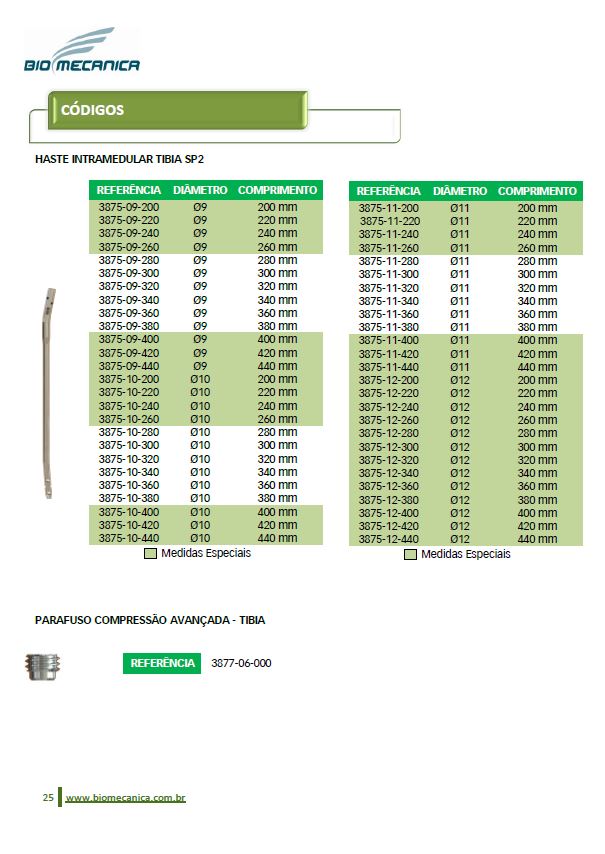 BIOMECANICA
CÓDIGOS
HASTE INTRAMEDULAR TIBIA SP2
REFERÊNCIA DIÂMETRO COMPRIMENTO
3875-09-200 Ø9 200 mm
3875-09-220 Ø9 220 mm
3875-09-240 Ø9 240 mm
3875-09-260 Ø9 260 mm
3875-09-280 Ø9 280 mm
3875-09-300 Ø9 300 mm
3875-09-320 Ø9 320 mm
3875-09-340 Ø9 340 mm
3875-09-360 Ø9 360 mm
3875-09-380 Ø9 380 mm
3875-09-400 Ø9 400 mm
3875-09-420 Ø9 420 mm
3875-09-440 Ø9 440 mm
3875-10-200 Ø10 200 mm
3875-10-220 Ø10 220 mm
3875-10-240 Ø10 240 mm
3875-10-260 Ø10 260 mm
3875-10-280 Ø10 280 mm
3875-10-300 Ø10 300 mm
3875-10-320 Ø10 320 mm
3875-10-340 Ø10 340 mm
3875-10-360 Ø10 360 mm
3875-10-380 Ø10 380 mm
3875-10-400 Ø10 400 mm
3875-10-420 Ø10 420 mm
3875-10-440 Ø10 440 mm
Medidas Especiais
REFERÊNCIA DIÂMETRO COMPRIMENTO
3875-11-200 Ø11 200 mm
3875-11-220 Ø11 220 mm
3875-11-240 Ø11 240 mm
3875-11-260 Ø11 260 mm
3875-11-280 Ø11 280 mm
3875-11-300 Ø11 300 mm
3875-11-320 Ø11 320 mm
3875-11-340 Ø11 340 mm
3875-11-360 Ø11 360 mm
3875-11-380 Ø11 380 mm
3875-11-400 Ø11 400 mm
3875-11-420 Ø11 420 mm
3875-11-440 Ø11 440 mm
3875-12-200 Ø12 200 mm
3875-12-220 Ø12 220 mm
3875-12-240 Ø12 240 mm
3875-12-260 Ø12 260 mm
3875-12-280 Ø12 280 mm
3875-12-300 Ø12 300 mm
3875-12-320 Ø12 320 mm
3875-12-340 Ø12 340 mm
3875-12-360 Ø12 360 mm
3875-12-380 Ø12 380 mm
3875-12-400 Ø12 400 mm
3875-12-420 Ø12 420 mm
3875-12-440 Ø12 440 mm
Medidas Especiais
PARAFUSO COMPRESSÃO AVANÇADA - TIBIA
REFERÊNCIA 3877-06-000
25 www.biomecanica.com.br